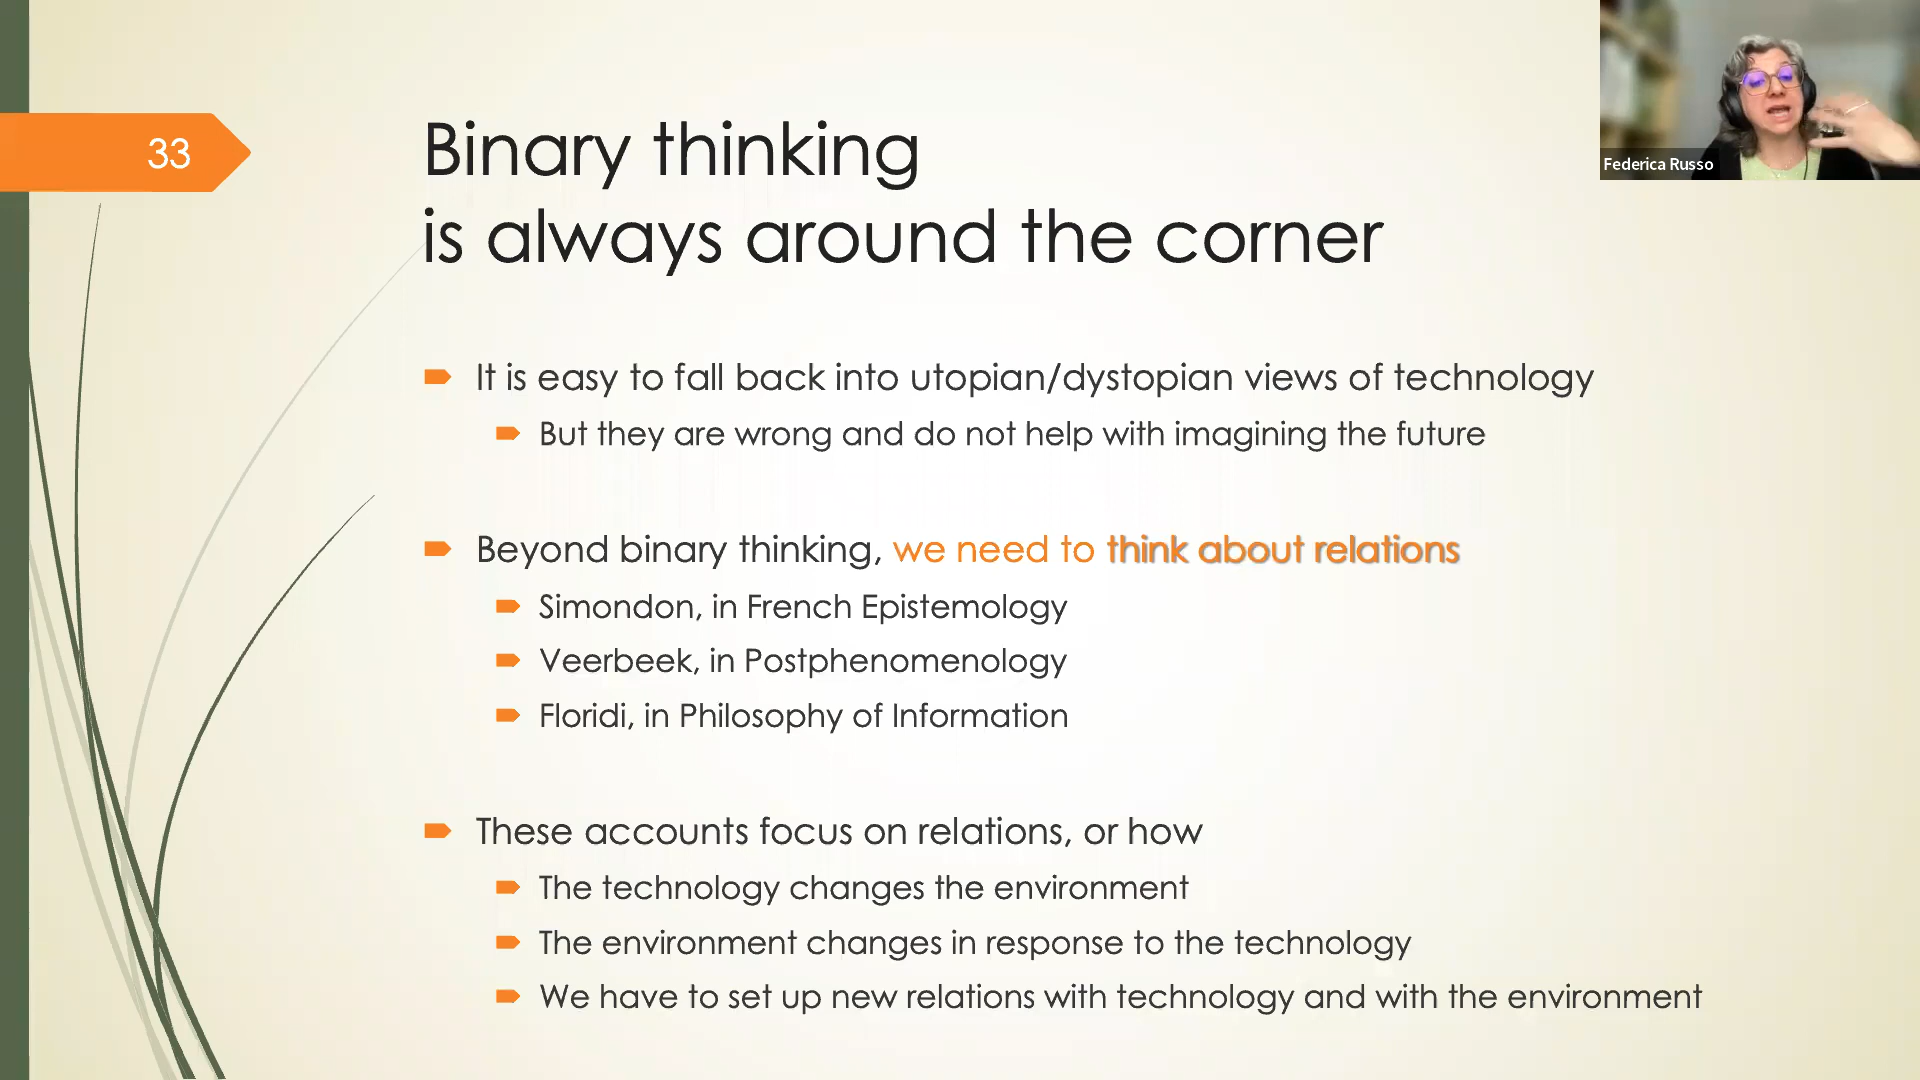 33
Binary thinking
is always around the corner
It is easy to fall back into utopian/dystopian views of technology
But they are wrong and do not help with imagining the future
Beyond binary thinking, we need to think about relations
Simondon, in French Epistemology
Veerbeek, in Postphenomenology
Floridi, in Philosophy of Information
These accounts focus on relations, or how
The technology changes the environment
The environment changes in response to the technology
We have to set up new relations with technology and with the environment
Federica Russo